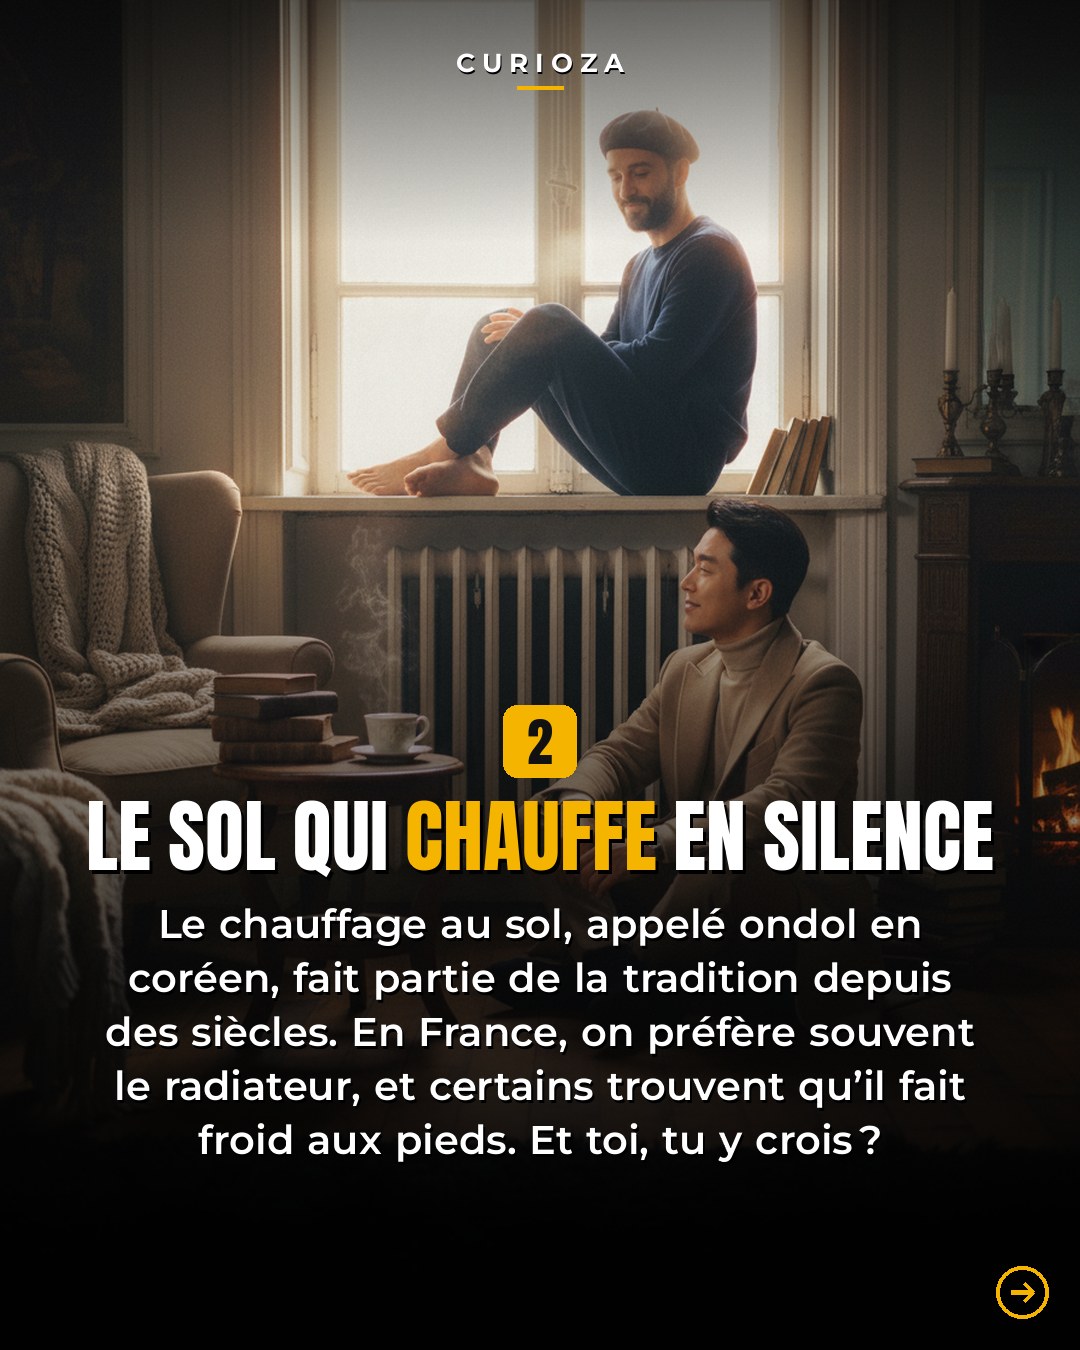 CURIOZA
2
LE SOL QUI CHAUFFE EN SILENCE
Le chauffage au sol, appelé ondol en
coréen, fait partie de la tradition depuis
des siècles. En France, on préfère souvent
le radiateur, et certains trouvent qu’il fait
froid aux pieds. Et toi, tu y crois ?